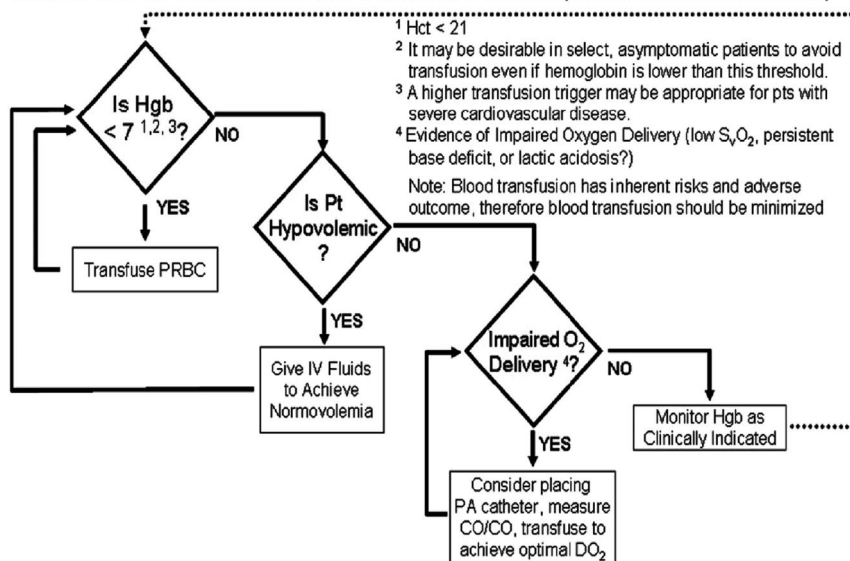 ¹ Hct < 21
² It may be desirable in select, asymptomatic patients to avoid
transfusion even if hemoglobin is lower than this threshold.
³ A higher transfusion trigger may be appropriate for pts with
severe cardiovascular disease.
⁴ Evidence of Impaired Oxygen Delivery (low SᵥO₂, persistent
base deficit, or lactic acidosis?)
Note: Blood transfusion has inherent risks and adverse
outcome, therefore blood transfusion should be minimized
Is Hgb
< 7 ¹,²,³?
NO
YES
Transfuse PRBC
Is Pt
Hypovolemic
?
NO
YES
Give IV Fluids
to Achieve
Normovolemia
Impaired O₂
Delivery ⁴?
NO
YES
Monitor Hgb as
Clinically Indicated
Consider placing
PA catheter, measure
CO/CO, transfuse to
achieve optimal DO₂